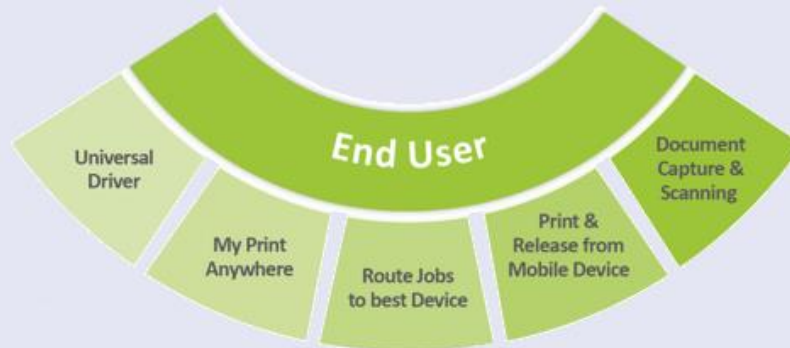 End User
Universal
Driver
My Print
Anywhere
Route Jobs
to best Device
Print &
Release from
Mobile Device
Document
Capture &
Scanning